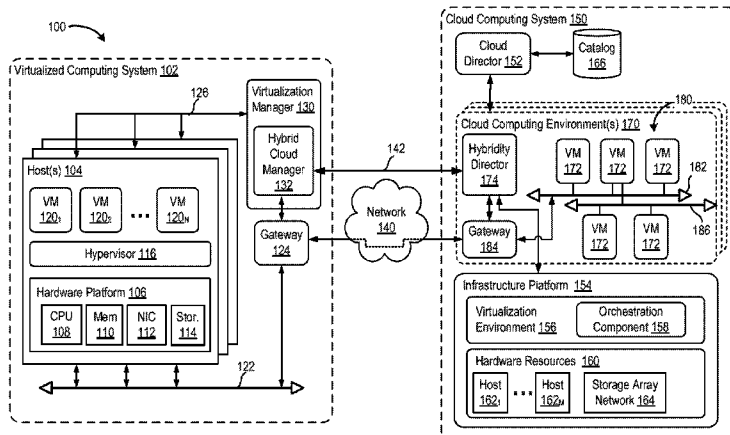 100
Virtualized Computing System 102
126
Virtualization
Manager
130
Hybrid
Cloud
Manager
132
Host(s) 104
VM
120₁
VM
120₂
VM
120N
Hypervisor 116
Hardware Platform 106
CPU
108
Mem
110
NIC
112
Stor.
114
Gateway
124
122
142
Network
140
Cloud Computing System 150
Cloud
Director
152
Catalog
166
Cloud Computing Environment(s) 170
180
Hybridity
Director
174
VM
172
VM
172
VM
172
182
186
Gateway
184
VM
172
VM
172
Infrastructure Platform 154
Virtualization
Environment 156
Orchestration
Component 158
Hardware Resources 160
Host
162₁
Host
162M
Storage Array
Network 164